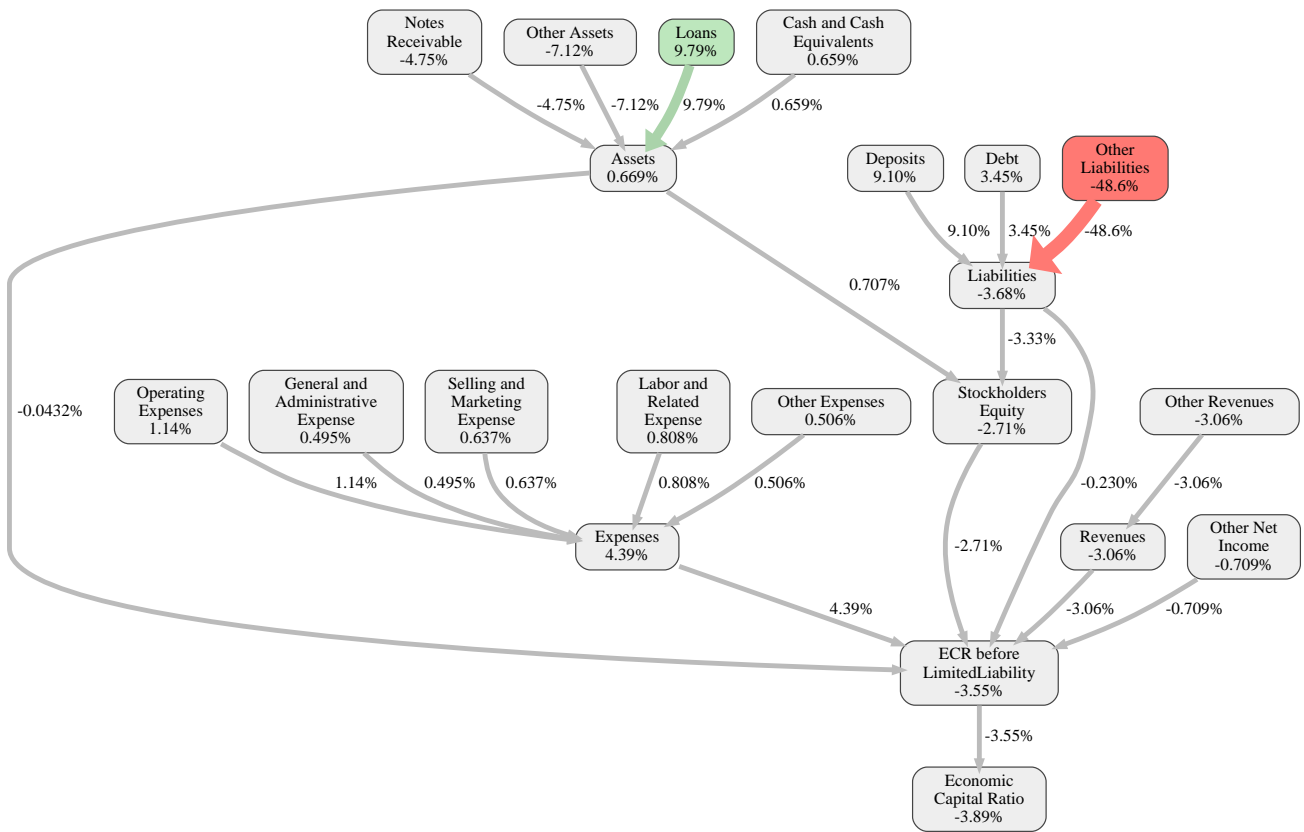 Notes
Receivable
-4.75%
Other Assets
-7.12%
Loans
9.79%
Cash and Cash
Equivalents
0.659%
-4.75%
-7.12%
9.79%
0.659%
Assets
0.669%
Deposits
9.10%
Debt
3.45%
Other
Liabilities
-48.6%
9.10%
3.45%
-48.6%
Liabilities
-3.68%
0.707%
-3.33%
-0.0432%
Operating
Expenses
1.14%
General and
Administrative
Expense
0.495%
Selling and
Marketing
Expense
0.637%
Labor and
Related
Expense
0.808%
Other Expenses
0.506%
Stockholders
Equity
-2.71%
Other Revenues
-3.06%
1.14%
0.495%
0.637%
0.808%
0.506%
-0.230%
-3.06%
Expenses
4.39%
-2.71%
Revenues
-3.06%
Other Net
Income
-0.709%
4.39%
-3.06%
-0.709%
ECR before
LimitedLiability
-3.55%
-3.55%
Economic
Capital Ratio
-3.89%